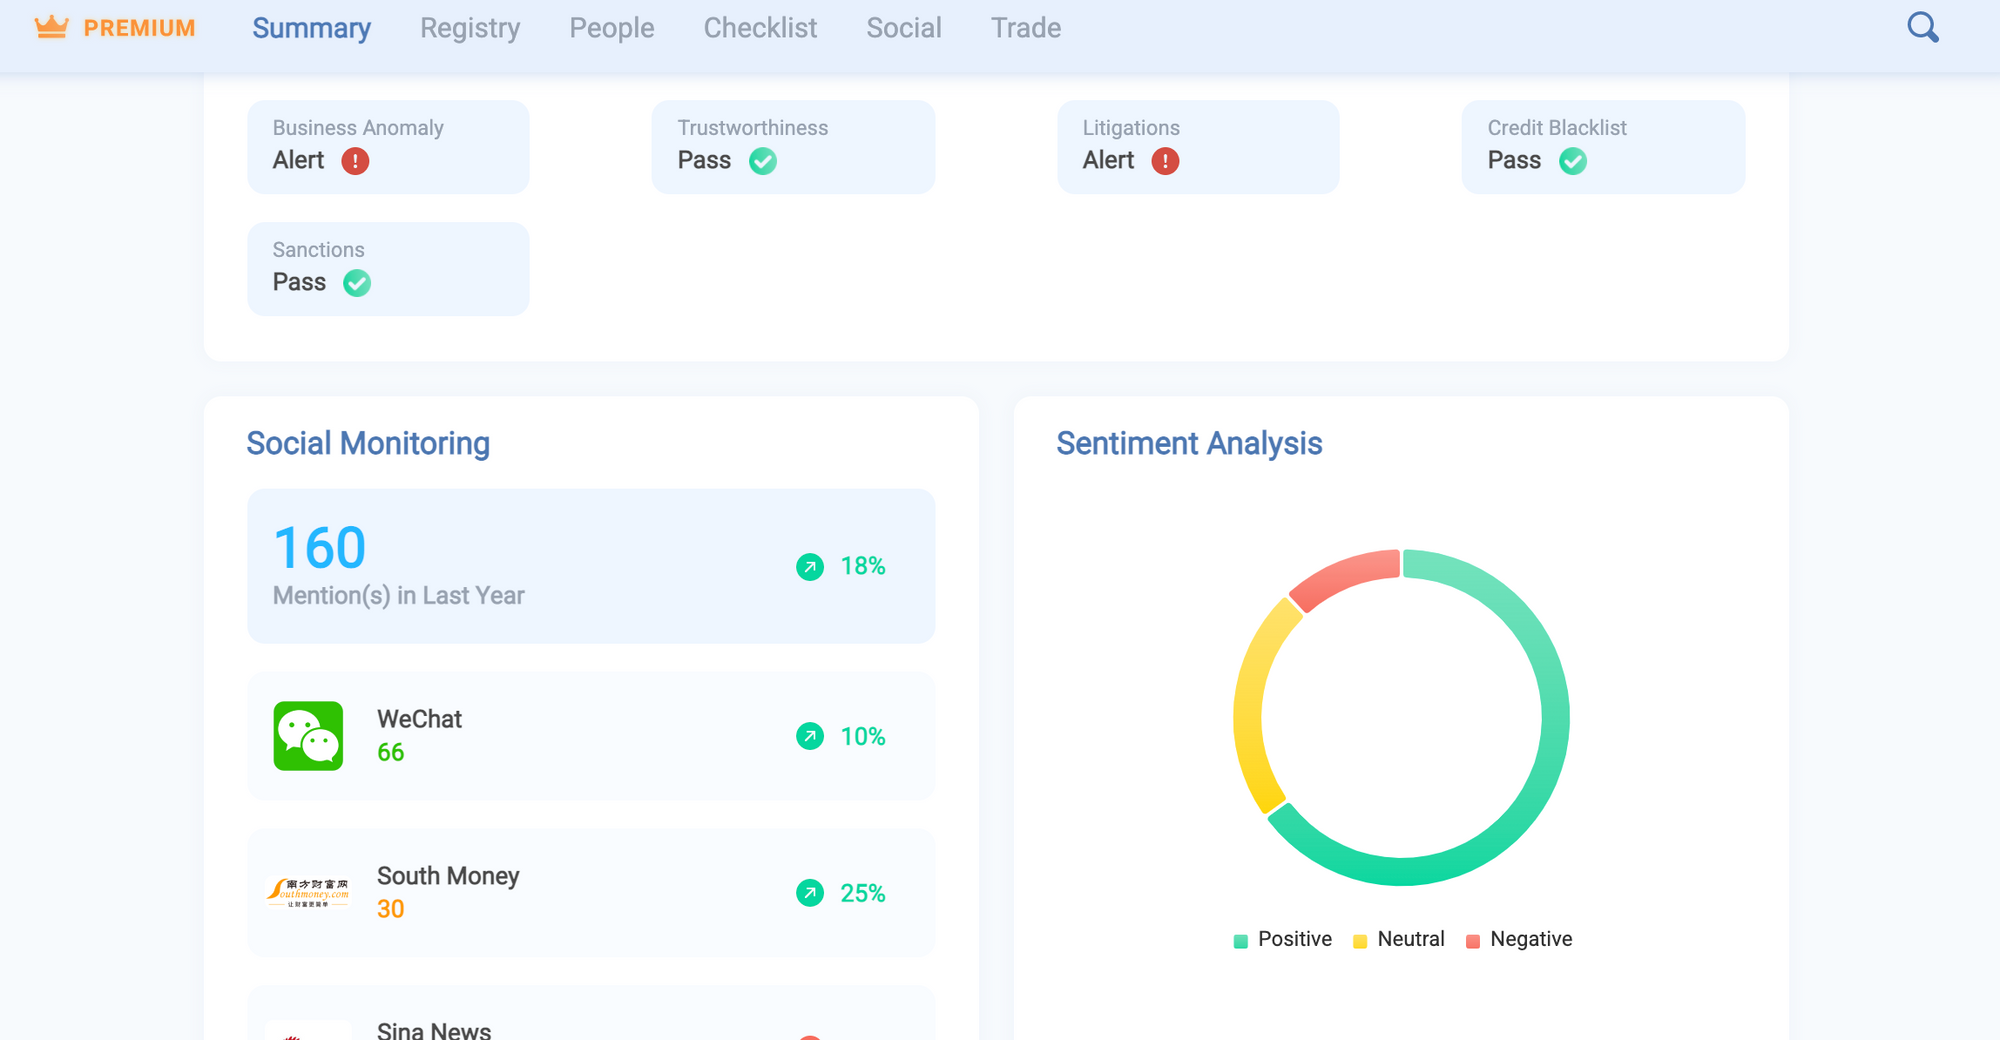 PREMIUM Summary Registry People Checklist Social Trade
Business Anomaly
Alert
Trustworthiness
Pass
Litigations
Alert
Credit Blacklist
Pass
Sanctions
Pass
Social Monitoring
160
Mention(s) in Last Year
18%
WeChat
66
10%
南方财富网
outhmoney.com
让财富更简单
South Money
30
25%
Sina News
Sentiment Analysis
Positive Neutral Negative